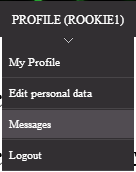 PROFILE (ROOKIE1)
My Profile
Edit personal data
Messages
Logout